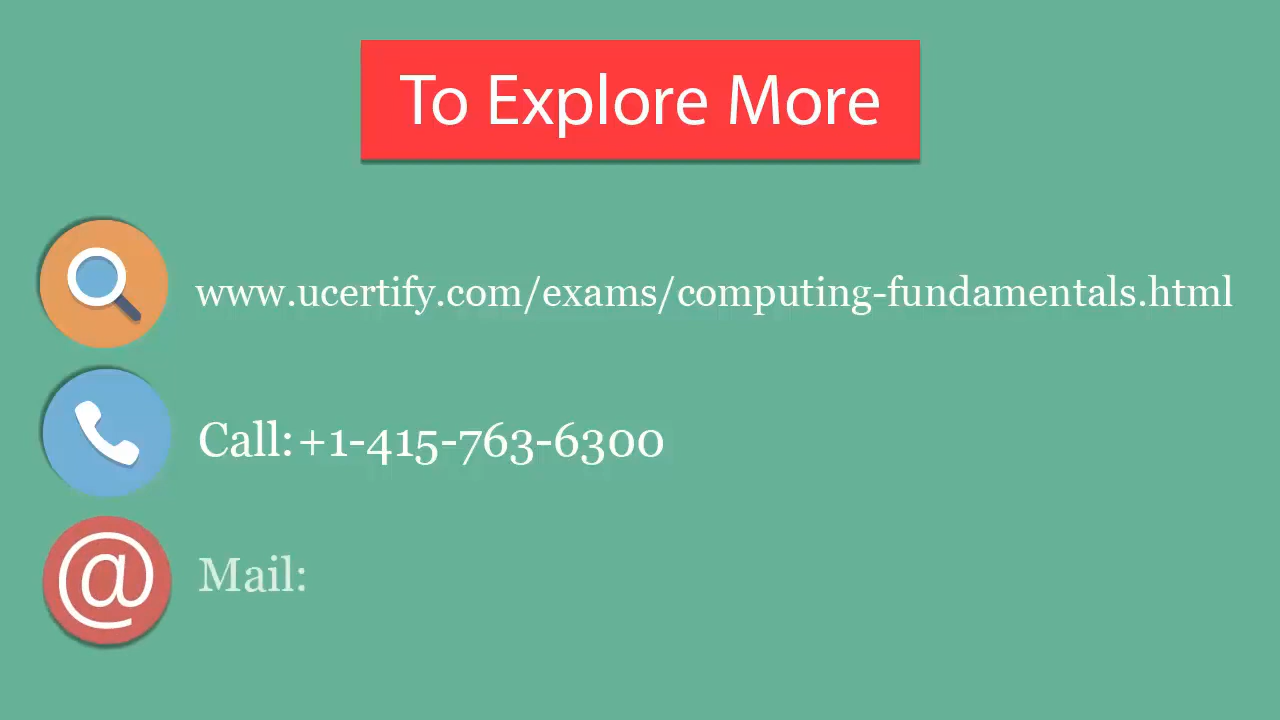 To Explore More
www.ucertify.com/exams/computing-fundamentals.html
Call:+1-415-763-6300
@ Mail: